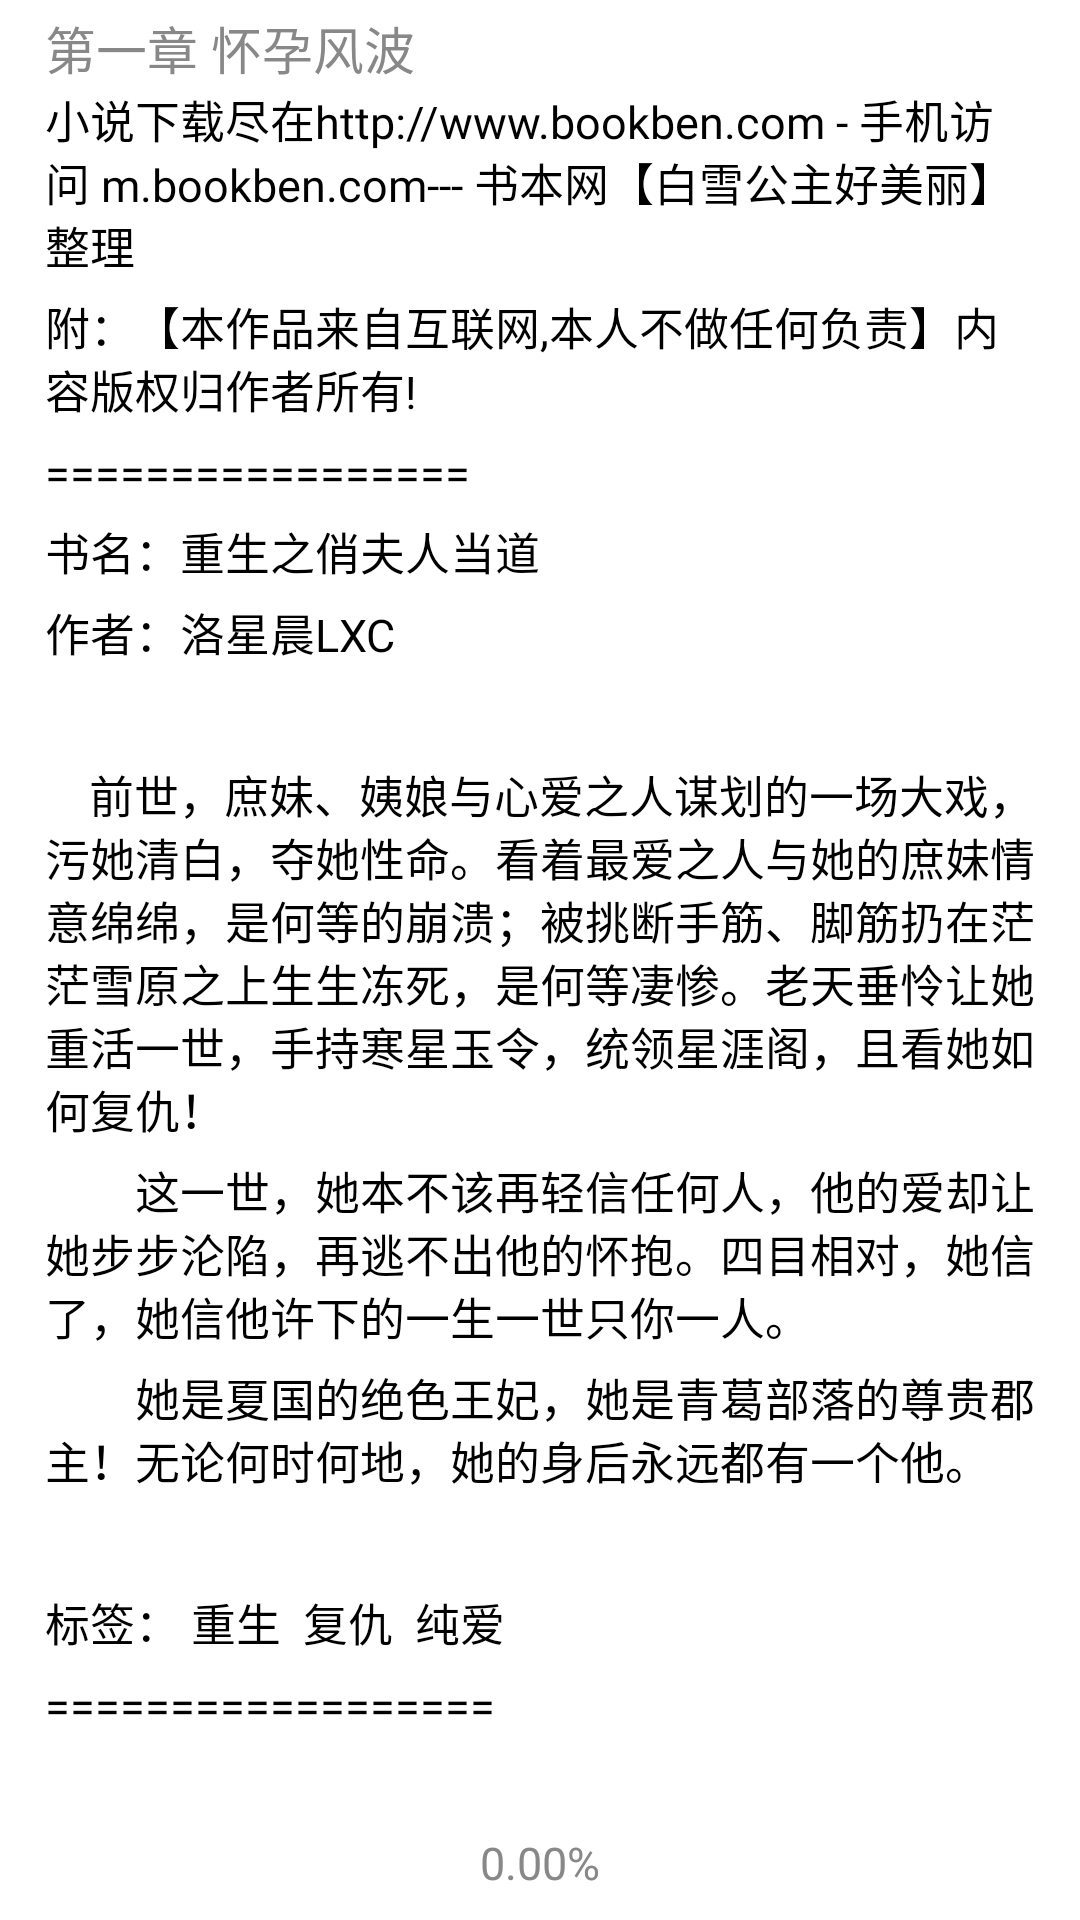 第一章 怀孕风波
小说下载尽在http://www.bookben.com - 手机访
问 m.bookben.com--- 书本网【白雪公主好美丽】
整理
附：【本作品来自互联网,本人不做任何负责】内
容版权归作者所有!
=================
书名：重生之俏夫人当道
作者：洛星晨LXC
前世，庶妹、姨娘与心爱之人谋划的一场大戏，
污她清白，夺她性命。看着最爱之人与她的庶妹情
意绵绵，是何等的崩溃；被挑断手筋、脚筋扔在茫
茫雪原之上生生冻死，是何等凄惨。老天垂怜让她
重活一世，手持寒星玉令，统领星涯阁，且看她如
何复仇！
这一世，她本不该再轻信任何人，他的爱却让
她步步沦陷，再逃不出他的怀抱。四目相对，她信
了，她信他许下的一生一世只你一人。
她是夏国的绝色王妃，她是青葛部落的尊贵郡
主！无论何时何地，她的身后永远都有一个他。
标签： 重生 复仇 纯爱
==================
0.00%